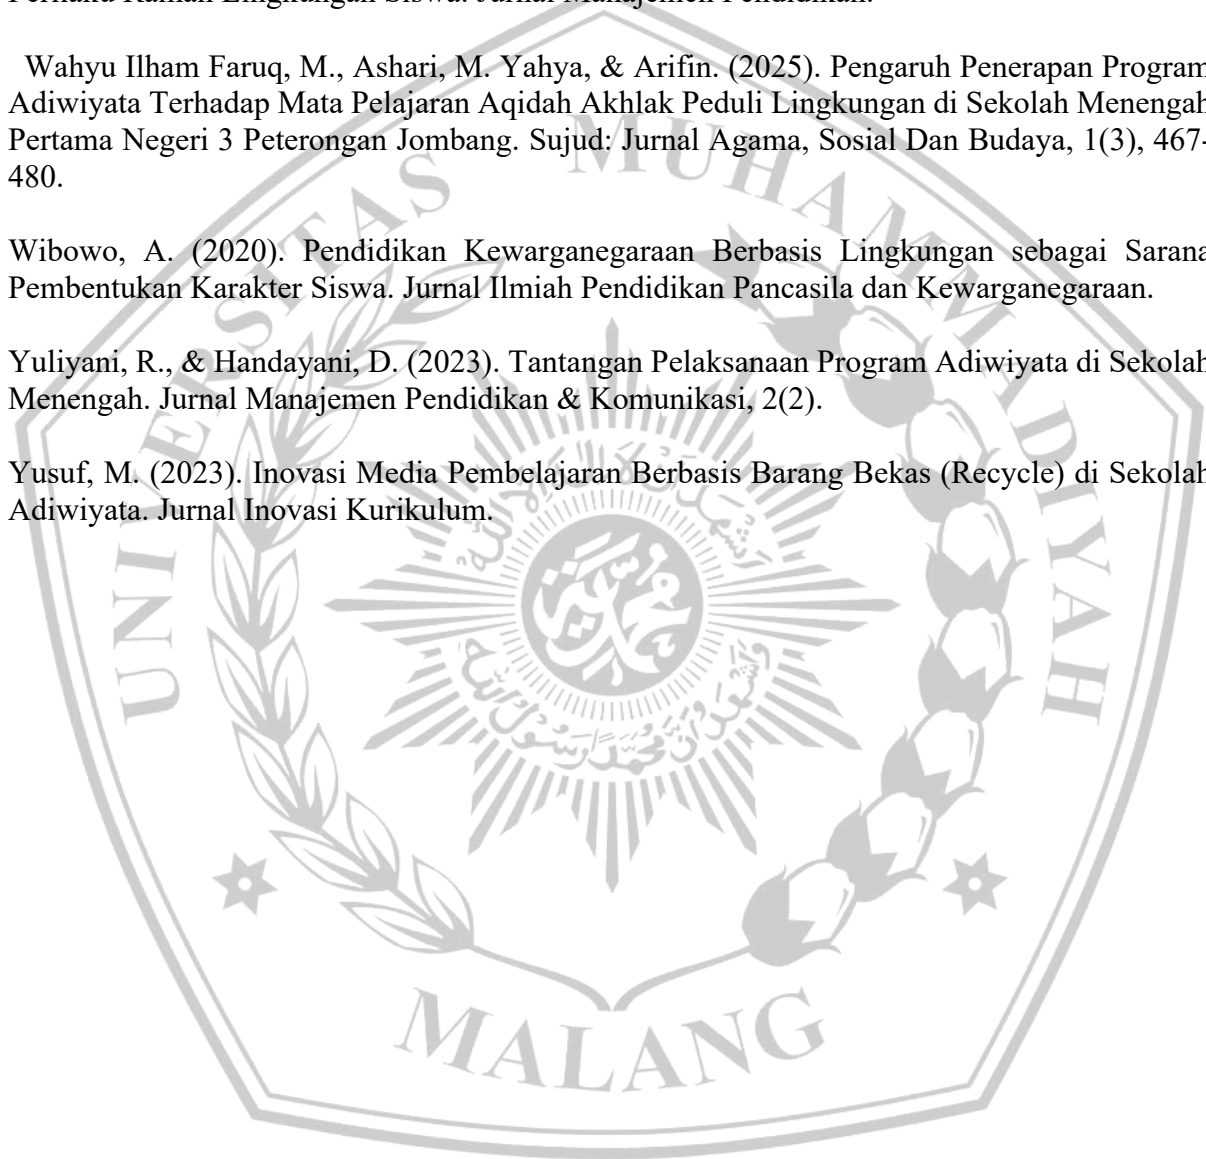 Perilaku Ramah Lingkungan Siswa. Jurnal Manajemen Pendidikan.
Wahyu Ilham Faruq, M., Ashari, M. Yahya, & Arifin. (2025). Pengaruh Penerapan Program
Adiwiyata Terhadap Mata Pelajaran Aqidah Akhlak Peduli Lingkungan di Sekolah Menengah
Pertama Negeri 3 Peterongan Jombang. Sujud: Jurnal Agama, Sosial Dan Budaya, 1(3), 467-
480.
Wibowo, A. (2020). Pendidikan Kewarganegaraan Berbasis Lingkungan sebagai Sarana
Pembentukan Karakter Siswa. Jurnal Ilmiah Pendidikan Pancasila dan Kewarganegaraan.
Yuliyani, R., & Handayani, D. (2023). Tantangan Pelaksanaan Program Adiwiyata di Sekolah
Menengah. Jurnal Manajemen Pendidikan & Komunikasi, 2(2).
Yusuf, M. (2023). Inovasi Media Pembelajaran Berbasis Barang Bekas (Recycle) di Sekolah
Adiwiyata. Jurnal Inovasi Kurikulum.
UNIVERSITAS MUHAMMADIYAH
MALANG